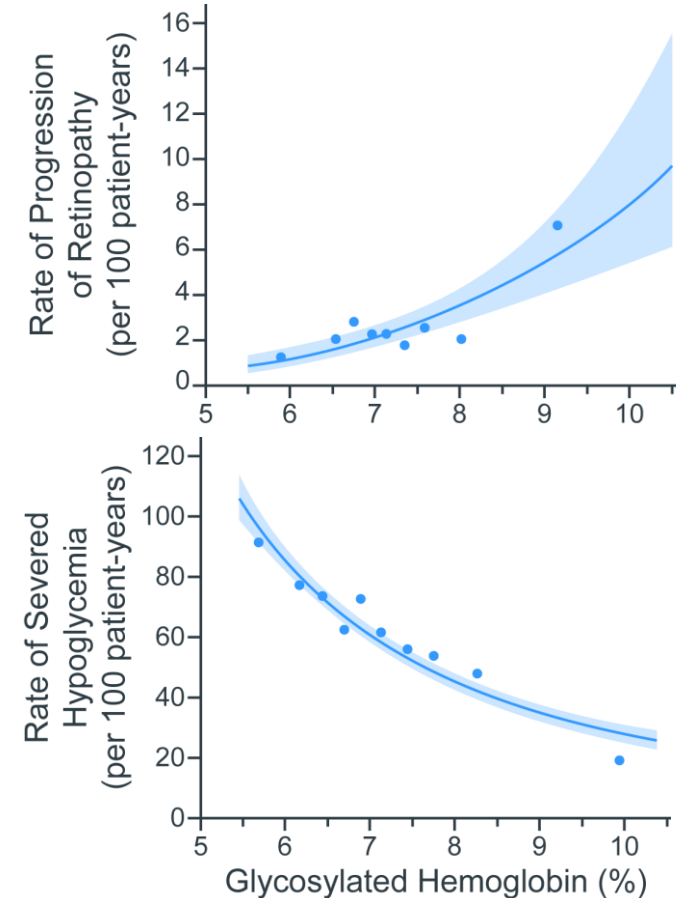 Rate of Progression
of Retinopathy
(per 100 patient-years)
16
14
12
10
8
6
4
2
0
5 6 7 8 9 10
Rate of Severed
Hypoglycemia
(per 100 patient-years)
120
100
80
60
40
20
0
5 6 7 8 9 10
Glycosylated Hemoglobin (%)